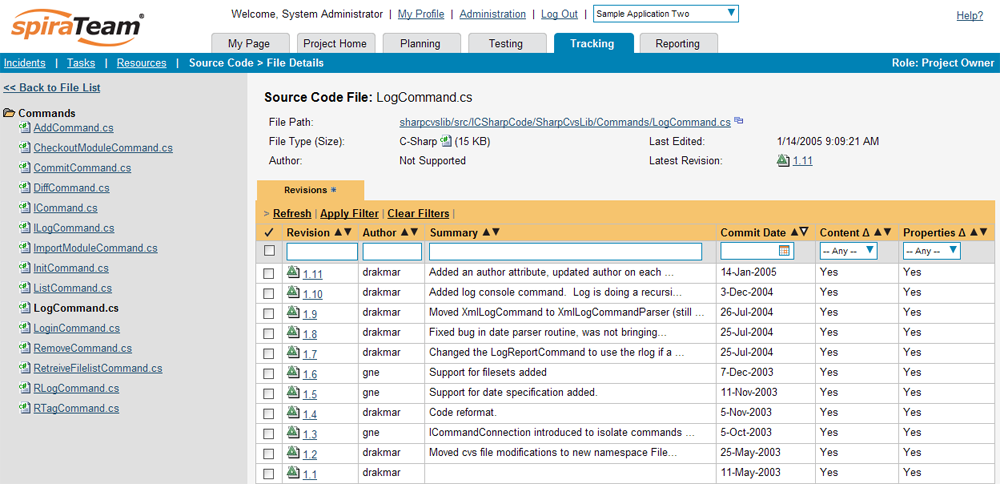 spiraTeam®
Welcome, System Administrator | My Profile | Administration | Log Out | Sample Application Two
Help?
My Page Project Home Planning Testing Tracking Reporting
Incidents | Tasks | Resources | Source Code > File Details Role: Project Owner
<< Back to File List
Commands
AddCommand.cs
CheckoutModuleCommand.cs
CommitCommand.cs
DiffCommand.cs
ICommand.cs
ILogCommand.cs
ImportModuleCommand.cs
InitCommand.cs
ListCommand.cs
LogCommand.cs
LoginCommand.cs
RemoveCommand.cs
RetreiveFilelistCommand.cs
RLogCommand.cs
RTagCommand.cs
Source Code File: LogCommand.cs
File Path: sharpcvslib/src/ICSharpCode/SharpCvsLib/Commands/LogCommand.cs
File Type (Size): C-Sharp (15 KB) Last Edited: 1/14/2005 9:09:21 AM
Author: Not Supported Latest Revision: 1.11
Revisions *
> Refresh | Apply Filter | Clear Filters |
✓ Revision ▲▼ Author ▲▼ Summary ▲▼ Commit Date ▲▽ Content Δ ▲▼ Properties Δ ▲▼
-- Any -- -- Any --
1.11 drakmar Added an author attribute, updated author on each ... 14-Jan-2005 Yes Yes
1.10 drakmar Added log console command. Log is doing a recursi... 3-Dec-2004 Yes Yes
1.9 drakmar Moved XmlLogCommand to XmlLogCommandParser (still ... 26-Jul-2004 Yes Yes
1.8 drakmar Fixed bug in date parser routine, was not bringing... 25-Jul-2004 Yes Yes
1.7 drakmar Changed the LogReportCommand to use the rlog if a ... 25-Jul-2004 Yes Yes
1.6 gne Support for filesets added 7-Dec-2003 Yes Yes
1.5 gne Support for date specification added. 11-Nov-2003 Yes Yes
1.4 drakmar Code reformat. 5-Nov-2003 Yes Yes
1.3 gne ICommandConnection introduced to isolate commands ... 5-Oct-2003 Yes Yes
1.2 drakmar Moved cvs file modifications to new namespace File... 25-May-2003 Yes Yes
1.1 drakmar 11-May-2003 Yes Yes